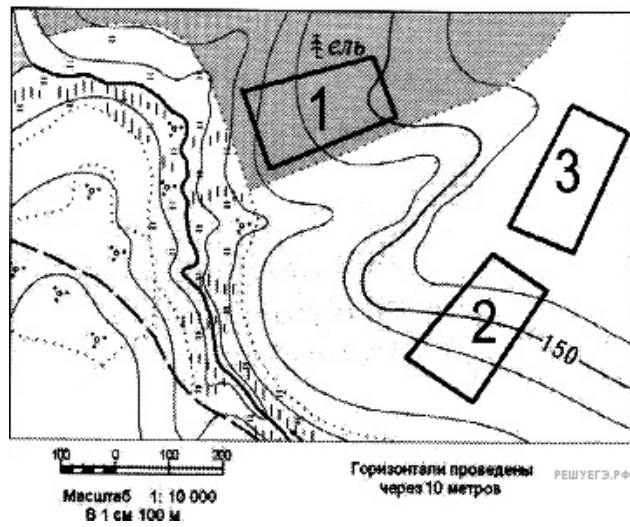 ель
1
3
2
150
100 0 100 200
Масштаб 1: 10 000
В 1 см 100 м
Горизонтали проведены
через 10 метров
РЕШУЕГЭ.РФ